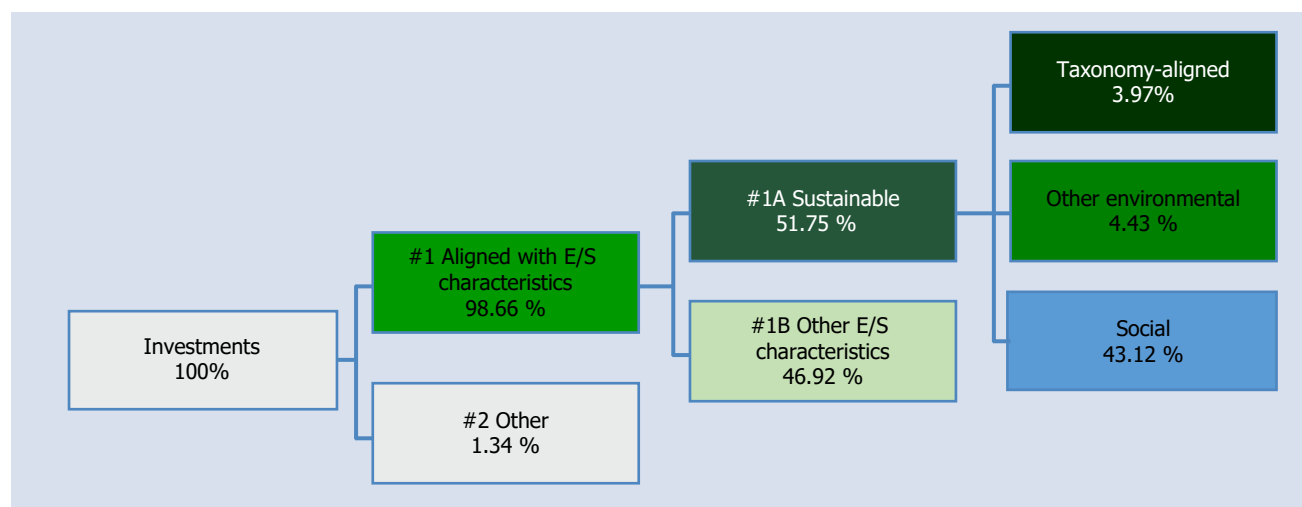 Investments
100%
#1 Aligned with E/S
characteristics
98.66 %
#2 Other
1.34 %
#1A Sustainable
51.75 %
#1B Other E/S
characteristics
46.92 %
Taxonomy-aligned
3.97%
Other environmental
4.43 %
Social
43.12 %